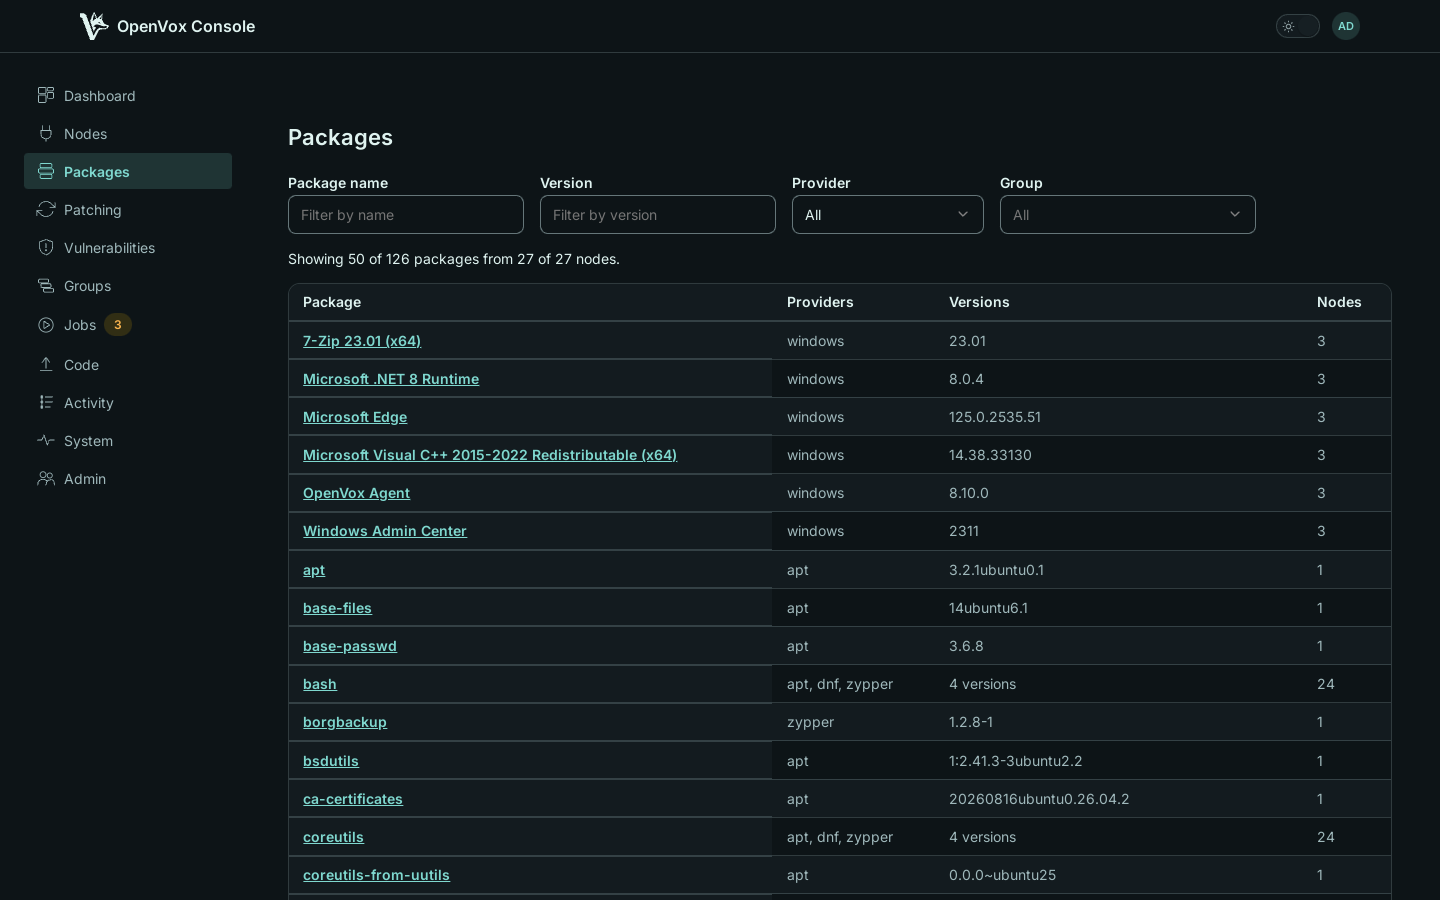 OpenVox Console
AD
Dashboard
Nodes
Packages
Patching
Vulnerabilities
Groups
Jobs 3
Code
Activity
System
Admin
Packages
Package name Version Provider Group
Filter by name Filter by version All All
Showing 50 of 126 packages from 27 of 27 nodes.
Package Providers Versions Nodes
7-Zip 23.01 (x64) windows 23.01 3
Microsoft .NET 8 Runtime windows 8.0.4 3
Microsoft Edge windows 125.0.2535.51 3
Microsoft Visual C++ 2015-2022 Redistributable (x64) windows 14.38.33130 3
OpenVox Agent windows 8.10.0 3
Windows Admin Center windows 2311 3
apt apt 3.2.1ubuntu0.1 1
base-files apt 14ubuntu6.1 1
base-passwd apt 3.6.8 1
bash apt, dnf, zypper 4 versions 24
borgbackup zypper 1.2.8-1 1
bsdutils apt 1:2.41.3-3ubuntu2.2 1
ca-certificates apt 20260816ubuntu0.26.04.2 1
coreutils apt, dnf, zypper 4 versions 24
coreutils-from-uutils apt 0.0.0~ubuntu25 1